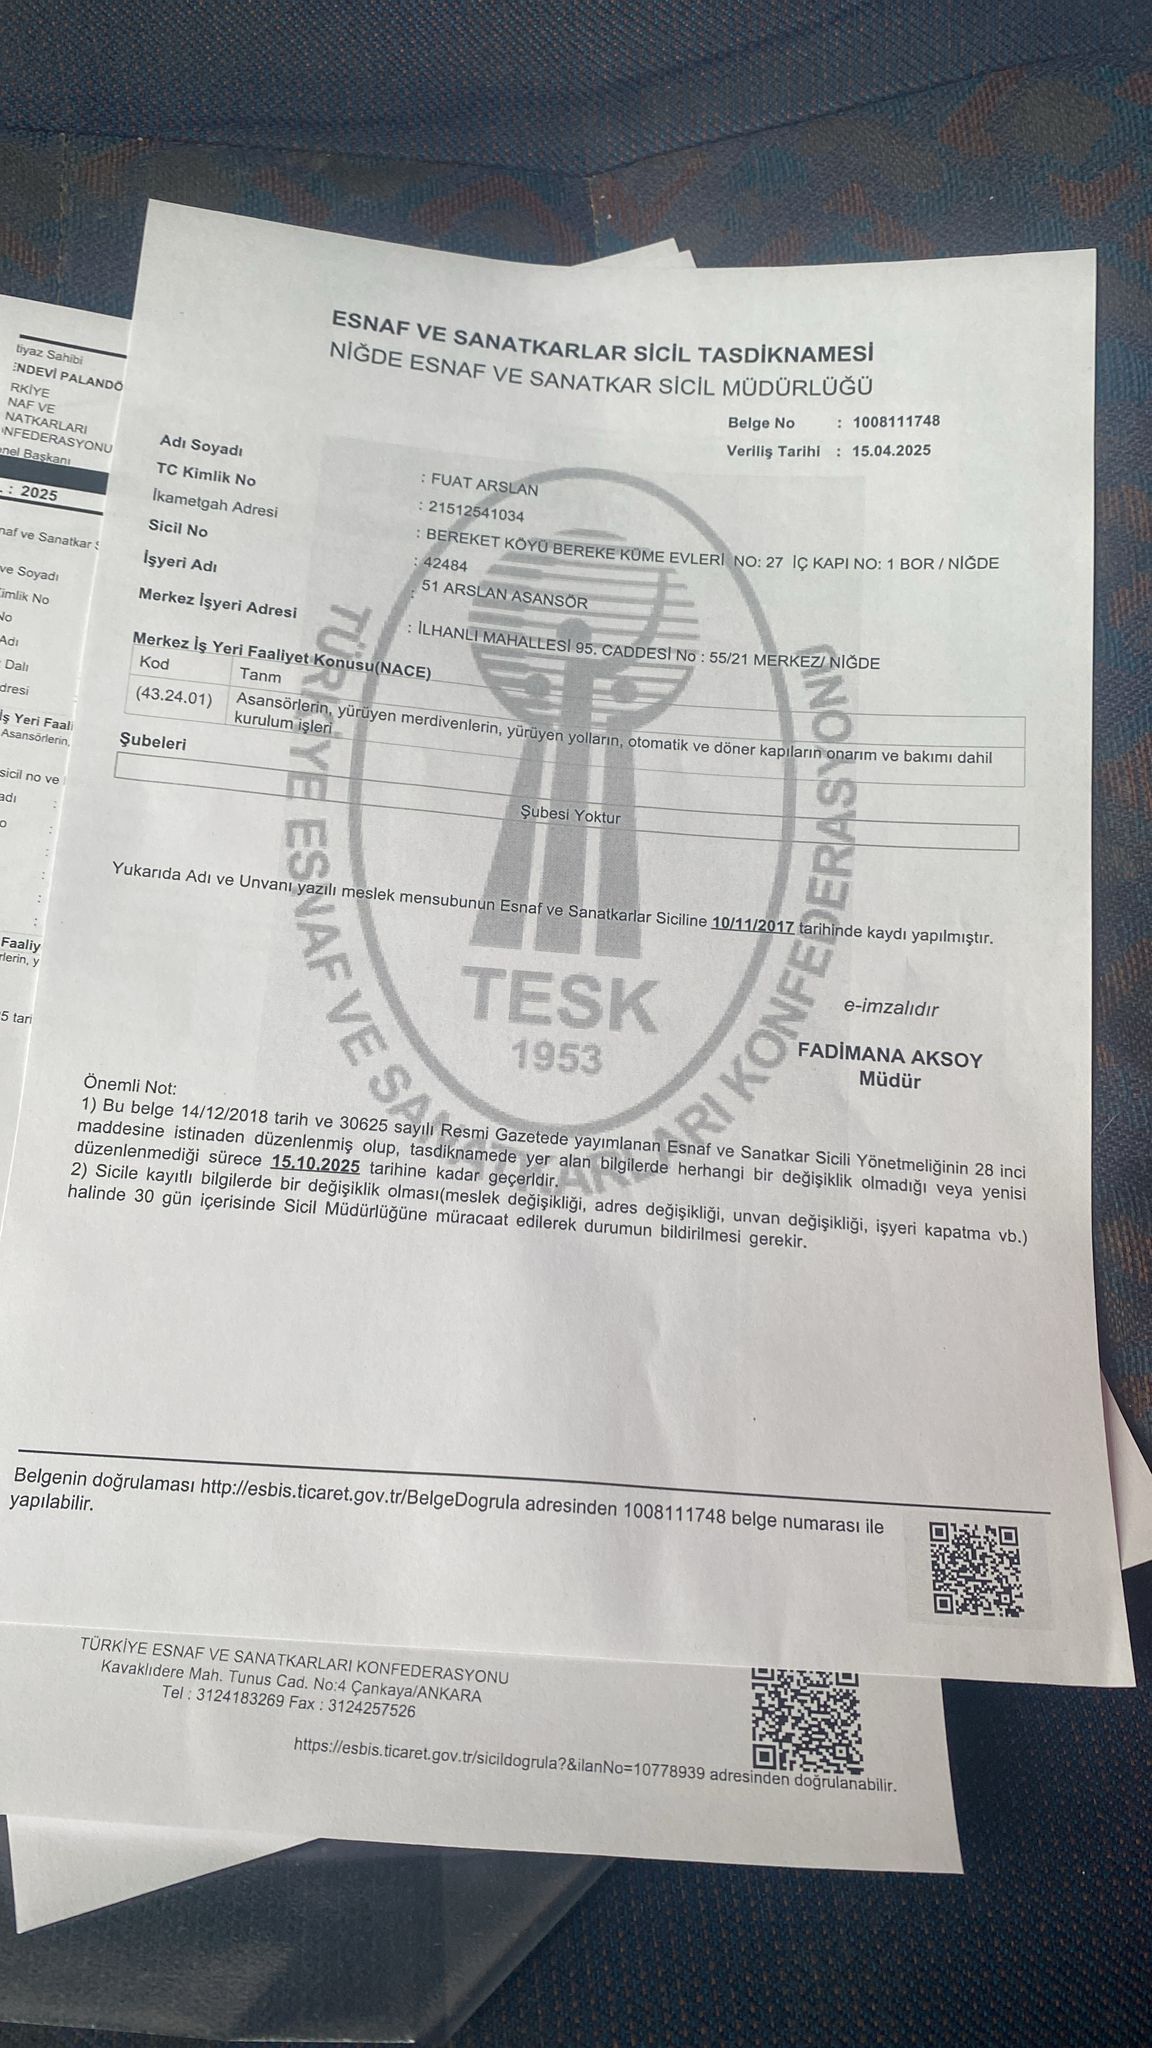 tiyaz Sahibi
ENDEVİ PALANDÖ
RKİYE
NAF VE
NATKARLARI
ONFEDERASYONU
nel Başkanı
: 2025
naf ve Sanatkar S
ve Soyadı
imlik No
No
Adı
Dalı
dresi
İş Yeri Faali
Asansörlerin,
sicil no ve
adı :
o :
:
:
:
:
Faaliy
rlerin, y
5 tari
ESNAF VE SANATKARLAR SİCİL TASDİKNAMESİ
NİĞDE ESNAF VE SANATKAR SİCİL MÜDÜRLÜĞÜ
Belge No : 1008111748
Veriliş Tarihi : 15.04.2025
Adı Soyadı : FUAT ARSLAN
TC Kimlik No : 21512541034
İkametgah Adresi : BEREKET KÖYÜ BEREKE KÜME EVLERİ NO: 27 İÇ KAPI NO: 1 BOR / NİĞDE
Sicil No : 42484
İşyeri Adı : 51 ARSLAN ASANSÖR
Merkez İşyeri Adresi : İLHANLI MAHALLESİ 95. CADDESİ No : 55/21 MERKEZ/ NİĞDE
Merkez İş Yeri Faaliyet Konusu(NACE)
Kod Tanm
(43.24.01) Asansörlerin, yürüyen merdivenlerin, yürüyen yolların, otomatik ve döner kapıların onarım ve bakımı dahil
kurulum işleri
Şubeleri
Şubesi Yoktur
Yukarıda Adı ve Unvanı yazılı meslek mensubunun Esnaf ve Sanatkarlar Siciline 10/11/2017 tarihinde kaydı yapılmıştır.
TÜRKİYE ESNAF VE SANATKARLARI KONFEDERASYONU
TESK
1953
e-imzalıdır
FADİMANA AKSOY
Müdür
Önemli Not:
1) Bu belge 14/12/2018 tarih ve 30625 sayılı Resmi Gazetede yayımlanan Esnaf ve Sanatkar Sicili Yönetmeliğinin 28 inci
maddesine istinaden düzenlenmiş olup, tasdiknamede yer alan bilgilerde herhangi bir değişiklik olmadığı veya yenisi
düzenlenmediği sürece 15.10.2025 tarihine kadar geçerldir.
2) Sicile kayıtlı bilgilerde bir değişiklik olması(meslek değişikliği, adres değişikliği, unvan değişikliği, işyeri kapatma vb.)
halinde 30 gün içerisinde Sicil Müdürlüğüne müracaat edilerek durumun bildirilmesi gerekir.
Belgenin doğrulaması http://esbis.ticaret.gov.tr/BelgeDogrula adresinden 1008111748 belge numarası ile
yapılabilir.
TÜRKİYE ESNAF VE SANATKARLARI KONFEDERASYONU
Kavaklıdere Mah. Tunus Cad. No:4 Çankaya/ANKARA
Tel : 3124183269 Fax : 3124257526
https://esbis.ticaret.gov.tr/sicildogrula?&ilanNo=10778939 adresinden doğrulanabilir.